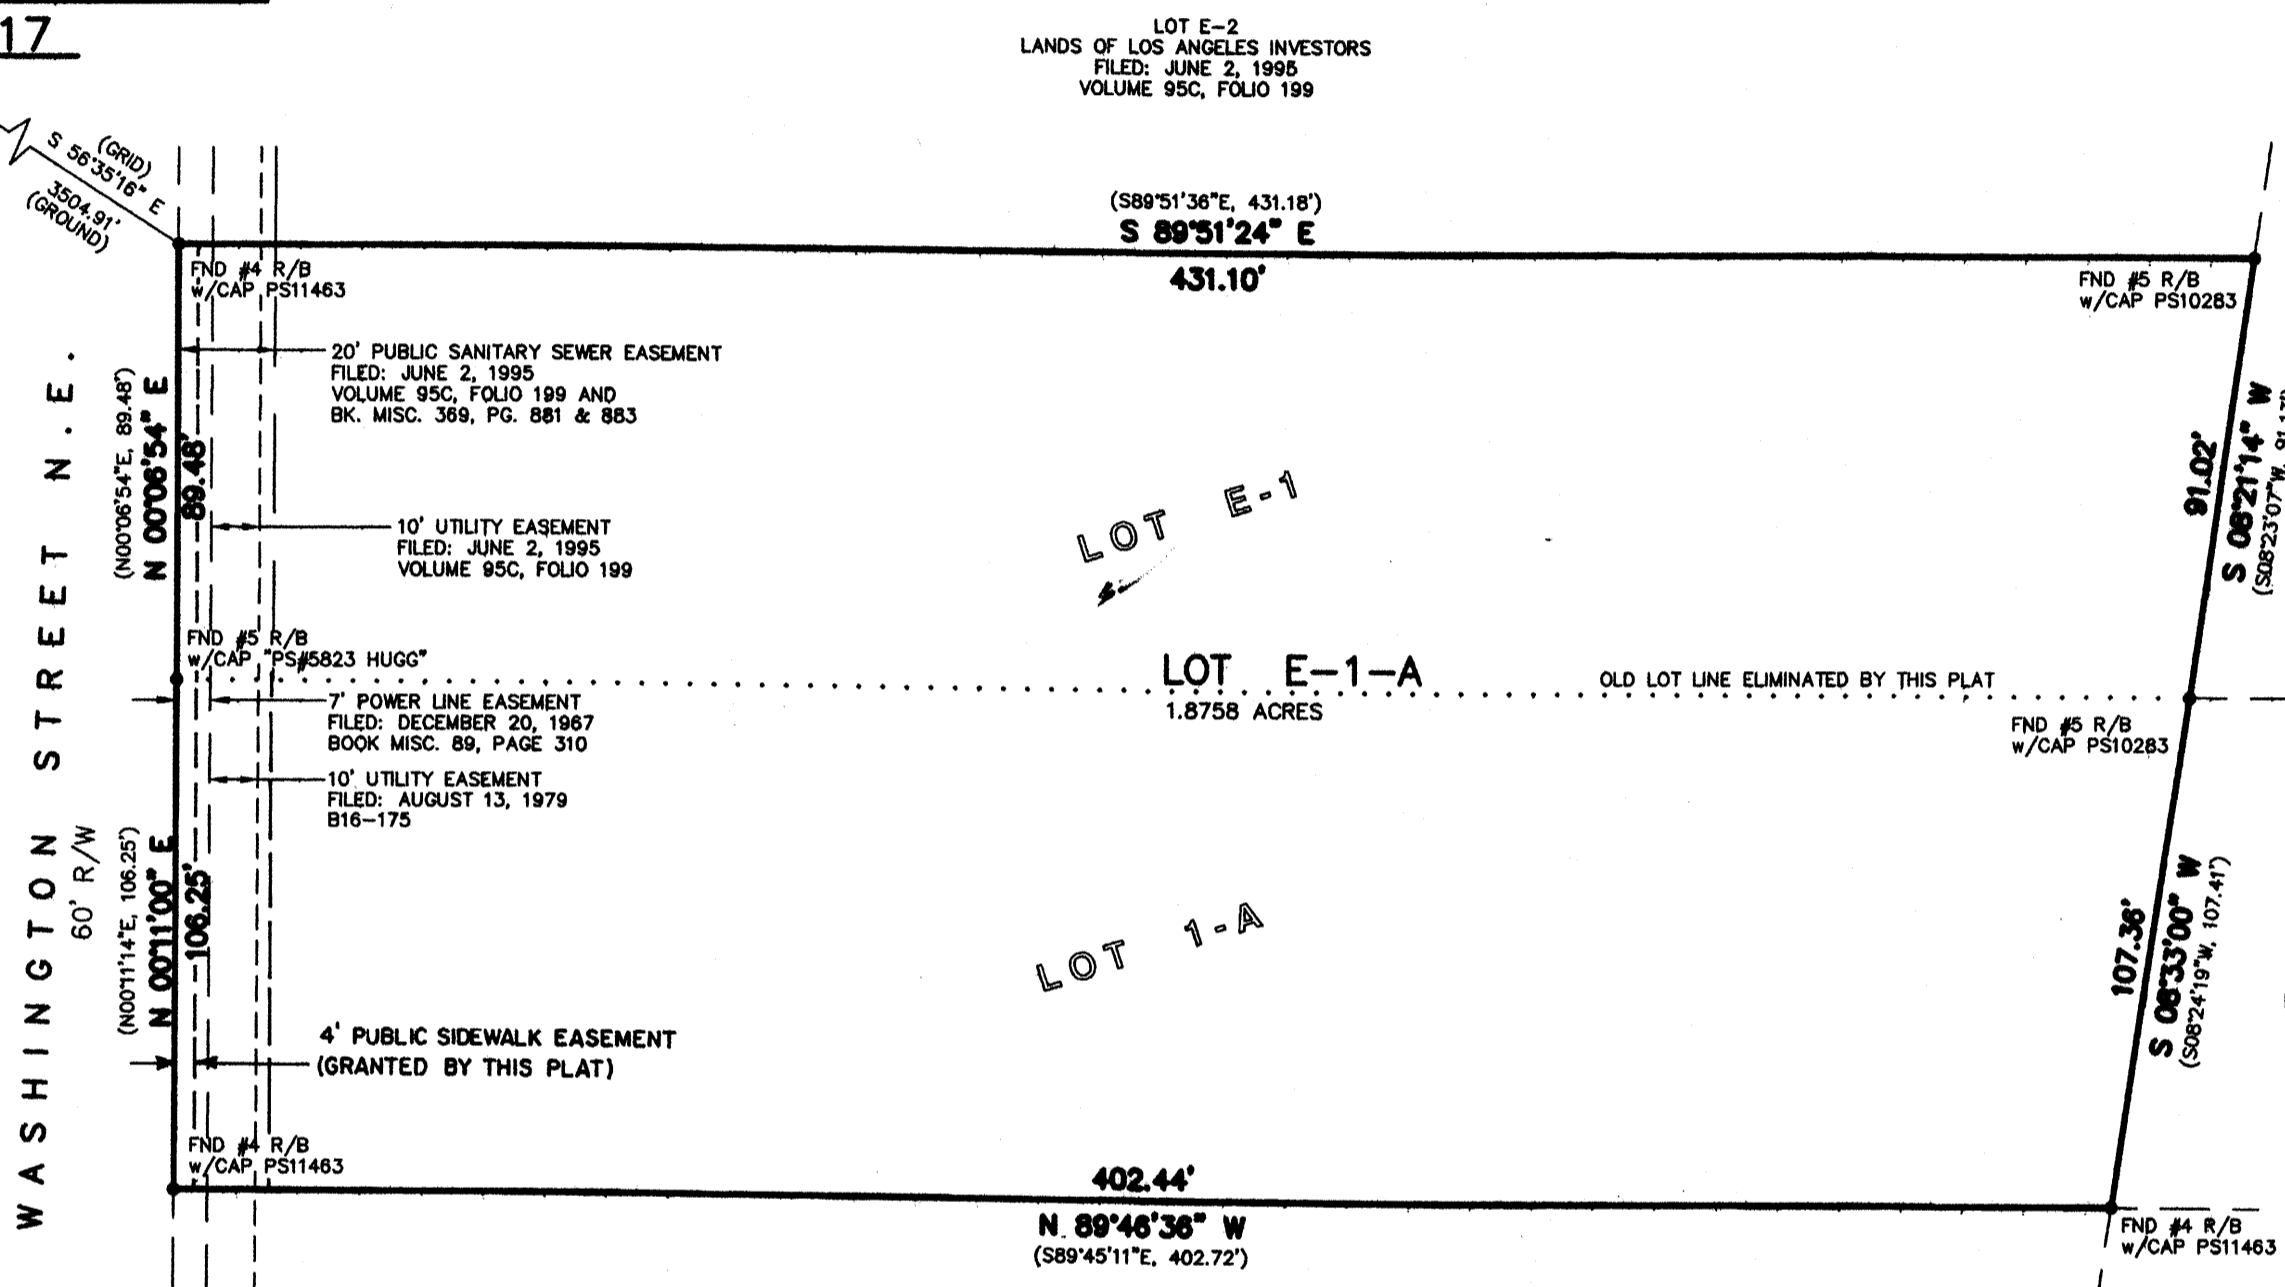 17
LOT E-2
LANDS OF LOS ANGELES INVESTORS
FILED: JUNE 2, 1995
VOLUME 95C, FOLIO 199
(GRID)
S 56°35'16" E
3504.91'
(GROUND)
(S89°51'36"E, 431.18')
S 89°51'24" E
431.10'
FND #4 R/B
w/CAP PS11463
FND #5 R/B
w/CAP PS10283
20' PUBLIC SANITARY SEWER EASEMENT
FILED: JUNE 2, 1995
VOLUME 95C, FOLIO 199 AND
BK. MISC. 369, PG. 881 & 883
(N00°06'54"E, 89.48')
N 00°06'54" E
89.48'
10' UTILITY EASEMENT
FILED: JUNE 2, 1995
VOLUME 95C, FOLIO 199
LOT E-1
91.02'
S 08°21'14" W
(S08°23'07"W, 91.13')
WASHINGTON STREET N.E.
60' R/W
FND #5 R/B
w/CAP "PS#5823 HUGG"
LOT E-1-A
1.8758 ACRES
OLD LOT LINE ELIMINATED BY THIS PLAT
FND #5 R/B
w/CAP PS10283
7' POWER LINE EASEMENT
FILED: DECEMBER 20, 1967
BOOK MISC. 89, PAGE 310
10' UTILITY EASEMENT
FILED: AUGUST 13, 1979
B16-175
(N00°11'14"E, 106.25')
N 00°11'00" E
106.25'
LOT 1-A
107.36'
S 08°33'00" W
(S08°24'19"W, 107.41')
4' PUBLIC SIDEWALK EASEMENT
(GRANTED BY THIS PLAT)
FND #4 R/B
w/CAP PS11463
402.44'
N 89°46'36" W
(S89°45'11"E, 402.72')
FND #4 R/B
w/CAP PS11463